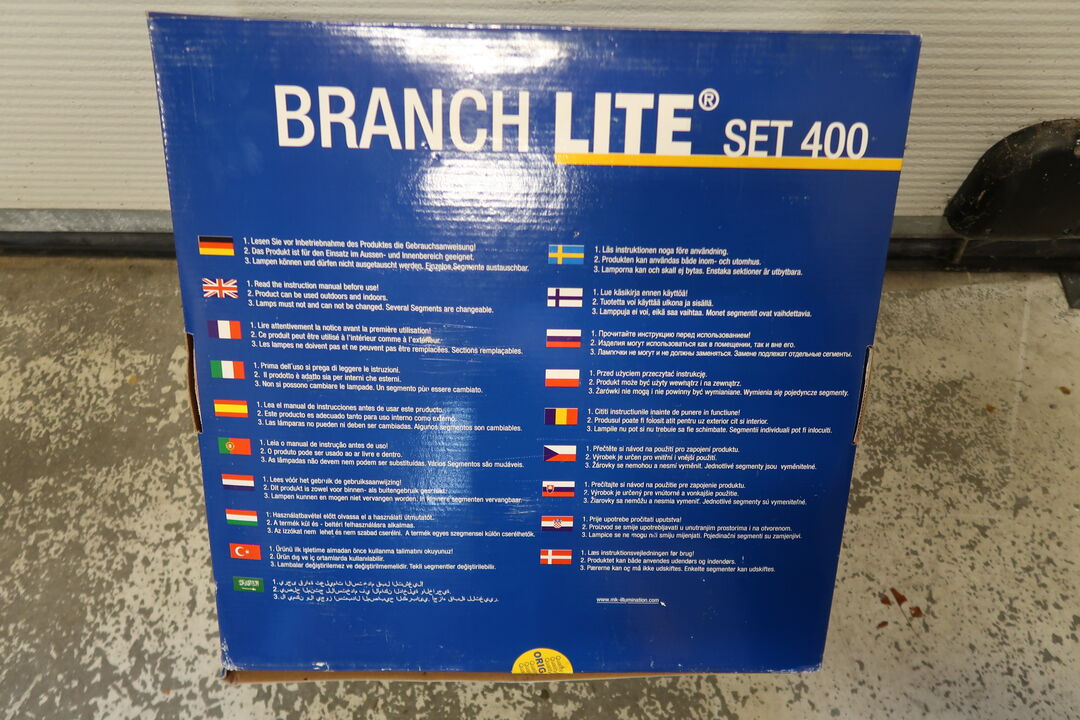 BRANCH LITE® SET 400
1. Lesen Sie vor Inbetriebnahme des Produktes die Gebrauchsanweisung!
2. Das Produkt ist für den Einsatz im Aussen- und Innenbereich geeignet.
3. Lampen können und dürfen nicht ausgetauscht werden. Einzelne Segmente austauschbar.
1. Read the instruction manual before use!
2. Product can be used outdoors and indoors.
3. Lamps must not and can not be changed. Several Segments are changeable.
1. Lire attentivement la notice avant la première utilisation!
2. Ce produit peut être utilisé à l'intérieur comme à l'extérieur.
3. Les lampes ne doivent pas et ne peuvent pas être remplacées. Sections remplaçables.
1. Prima dell'uso si prega di leggere le istruzioni.
2. Il prodotto è adatto sia per interni che esterni.
3. Non si possono cambiare le lampade. Un segmento può essere cambiato.
1. Lea el manual de instrucciones antes de usar este producto.
2. Este producto es adecuado tanto para uso interno como externo.
3. Las lámparas no pueden ni deben ser cambiadas. Algunos segmentos son cambiables.
1. Leia o manual de instrução antes de uso!
2. O produto pode ser usado ao ar livre e dentro.
3. As lâmpadas não devem nem podem ser substituídas. Vários Segmentos são mudáveis.
1. Lees vóór het gebruik de gebruiksaanwijzing!
2. Dit produkt is zowel voor binnen- als buitengebruik geschikt.
3. Lampen kunnen en mogen niet vervangen worden. In kleinere segmenten vervangbaar.
1. Használatbavétel előtt olvassa el a használati útmutatót.
2. A termék kül és - beltéri felhasználásra alkalmas.
3. Az izzókat nem lehet és nem szabad cserélni. A termék egyes szegmensei külön cserélhetők.
1. Ürünü ilk işletime almadan önce kullanma talimatını okuyunuz!
2. Ürün dış ve iç ortamlarda kullanılabilir.
3. Lambalar değiştirilemez ve değiştirilmemelidir. Tekli segmentler değiştirilebilir.
1. Läs instruktionen noga före användning.
2. Produkten kan användas både inom- och utomhus.
3. Lamporna kan och skall ej bytas. Enstaka sektioner är utbytbara.
1. Lue käsikirja ennen käyttöä!
2. Tuotetta voi käyttää ulkona ja sisällä.
3. Lamppuja ei voi, eikä saa vaihtaa. Monet segmentit ovat vaihdettavia.
1. Прочитайте инструкцию перед использованием!
2. Изделия могут использоваться как в помещения, так и вне его.
3. Лампочки не могут и не должны заменяться. Замене подлежат отдельные сегменты.
1. Przed użyciem przeczytać instrukcję.
2. Produkt może być użyty wewnątrz i na zewnątrz.
3. Żarówki nie mogą i nie powinny być wymieniane. Wymienia się pojedyncze segmenty.
1. Cititi instructiunile inainte de punere in functiune!
2. Produsul poate fi folosit atit pentru uz exterior cit si interior.
3. Lampile nu pot si nu trebuie sa fie schimbate. Segmentii individuali pot fi inlocuiti.
1. Přečtěte si návod na použití pro zapojení produktu.
2. Výrobek je určen pro vnitřní i vnější použití.
3. Žárovky se nemohou a nesmí vyměnit. Jednotlivé segmenty jsou vyměnitelné.
1. Prečítajte si návod na použitie pre zapojenie produktu.
2. Výrobok je určený pre vnútorné a vonkajšie použitie.
3. Žiarovky sa nemôžu a nesmia vymeniť. Jednotlivé segmenty sú vymeniteľné.
1. Prije upotrebe pročitati uputstva!
2. Proizvod se smije upotrebljavati u unutranjim prostorima i na otvorenom.
3. Lampice se ne mogu niti smiju mijenjati. Pojedinačni segmenti su zamjenjivi.
1. Læs instruktionsvejledningen før brug!
2. Produktet kan både anvendes udendørs og indendørs.
3. Pærerne kan og må ikke udskiftes. Enkelte segmenter kan udskiftes.
www.mk-illumination.com
ORIG